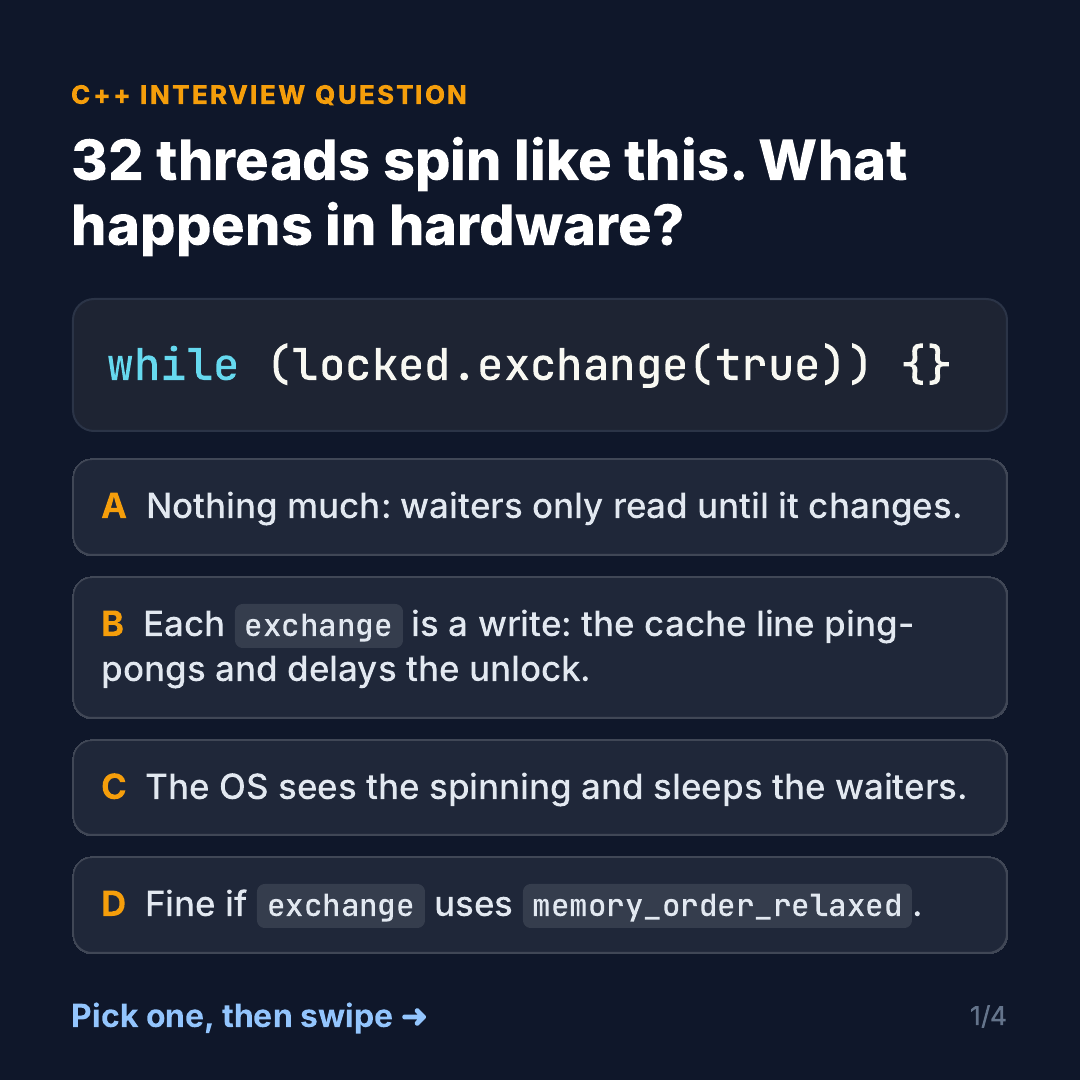 C++ INTERVIEW QUESTION
32 threads spin like this. What
happens in hardware?
while (locked.exchange(true)) {}
A Nothing much: waiters only read until it changes.
B Each exchange is a write: the cache line ping-
pongs and delays the unlock.
C The OS sees the spinning and sleeps the waiters.
D Fine if exchange uses memory_order_relaxed.
Pick one, then swipe ➜
1/4